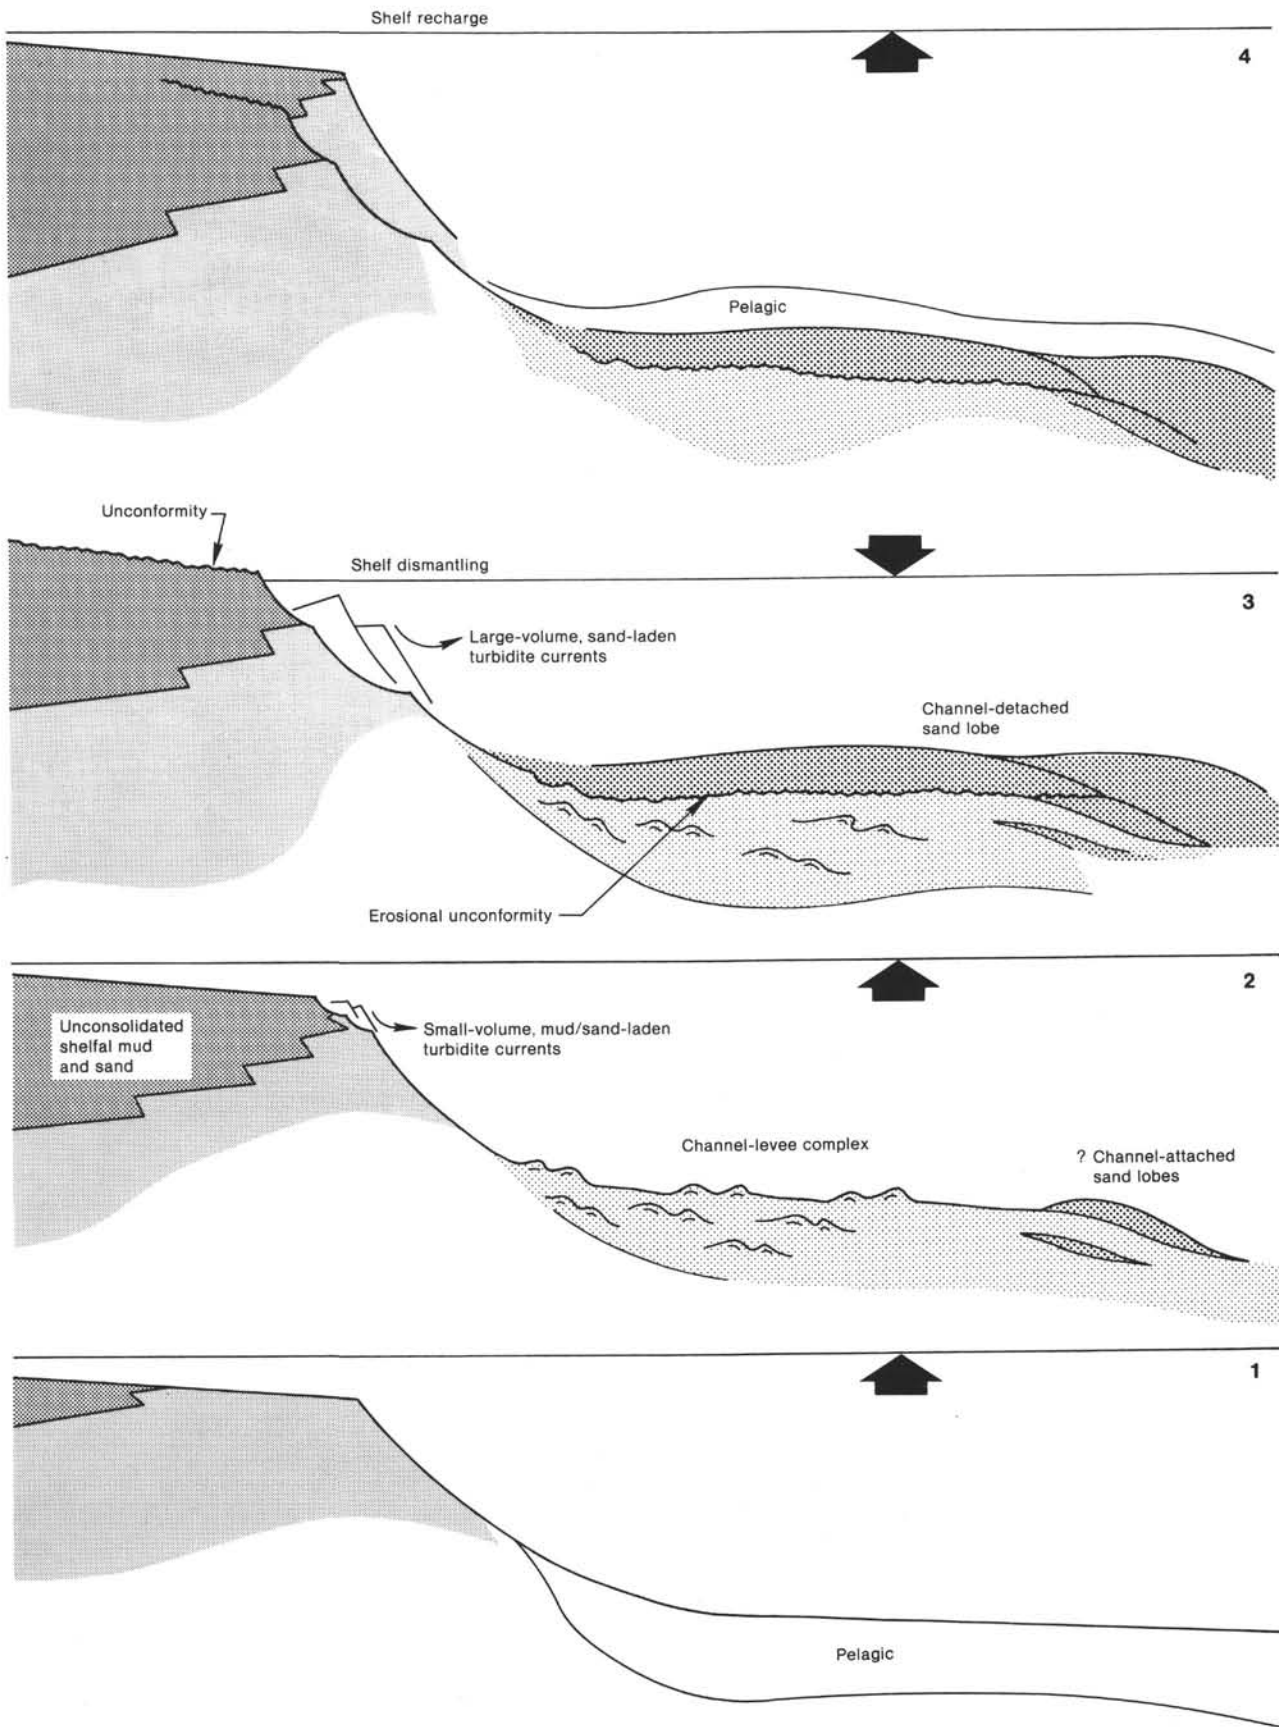 Shelf recharge
4
Pelagic
Unconformity
Shelf dismantling
3
Large-volume, sand-laden
turbidite currents
Channel-detached
sand lobe
Erosional unconformity
2
Unconsolidated
shelfal mud
and sand
Small-volume, mud/sand-laden
turbidite currents
Channel-levee complex
? Channel-attached
sand lobes
1
Pelagic